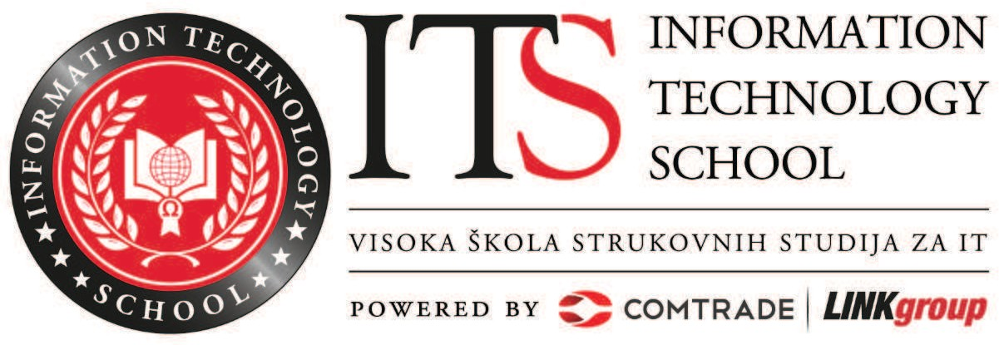 INFORMATION TECHNOLOGY
SCHOOL
Ω
ITS
INFORMATION
TECHNOLOGY
SCHOOL
VISOKA ŠKOLA STRUKOVNIH STUDIJA ZA IT
POWERED BY COMTRADE | LINKgroup